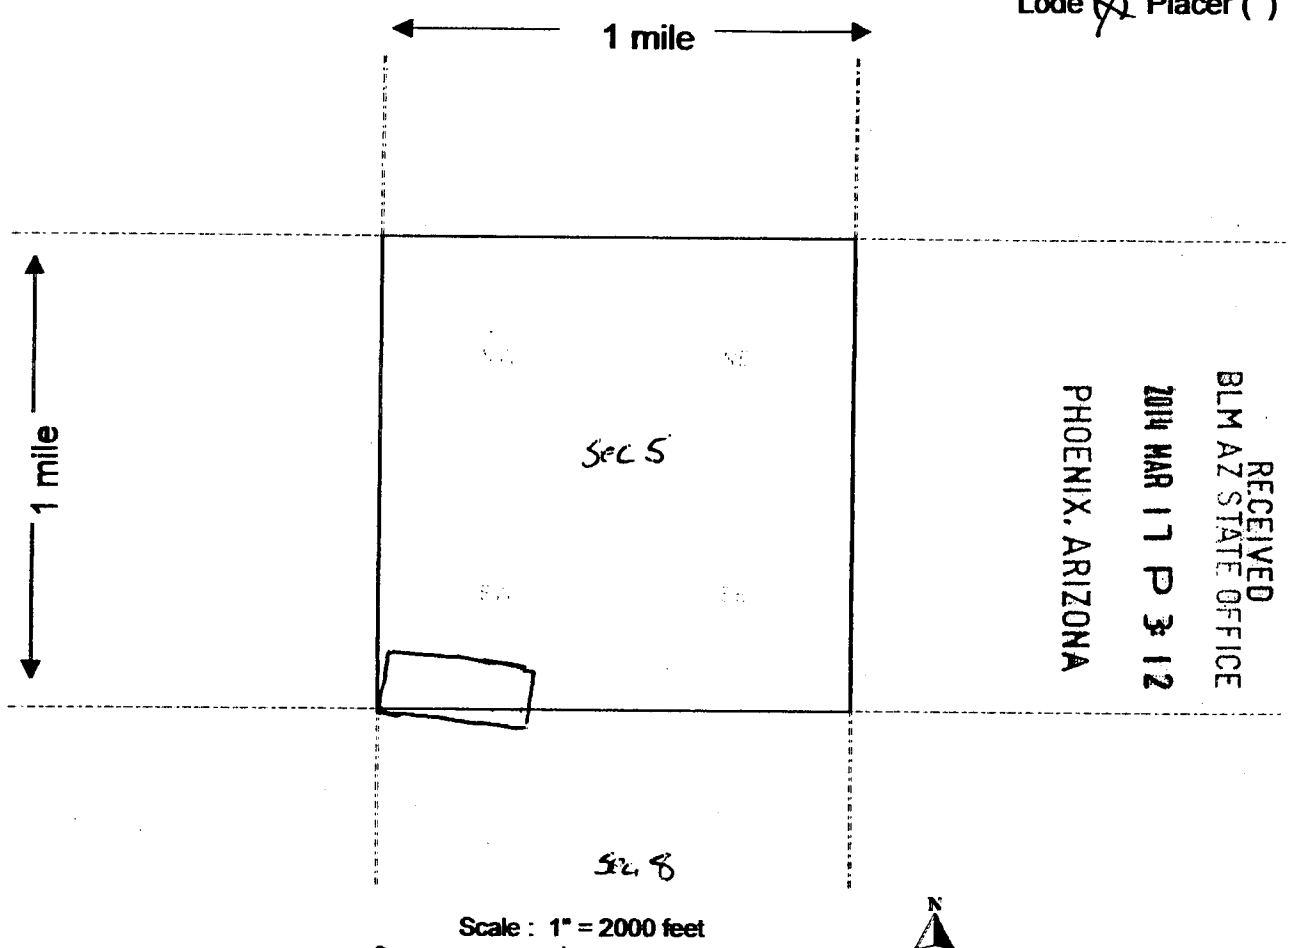 Lode (X) Placer ( )
1 mile
1 mile
NE
Sec 5
RECEIVED
BLM AZ STATE OFFICE
2014 MAR 17 P 3:12
PHOENIX, ARIZONA
Sec. 8
Scale : 1" = 2000 feet
N